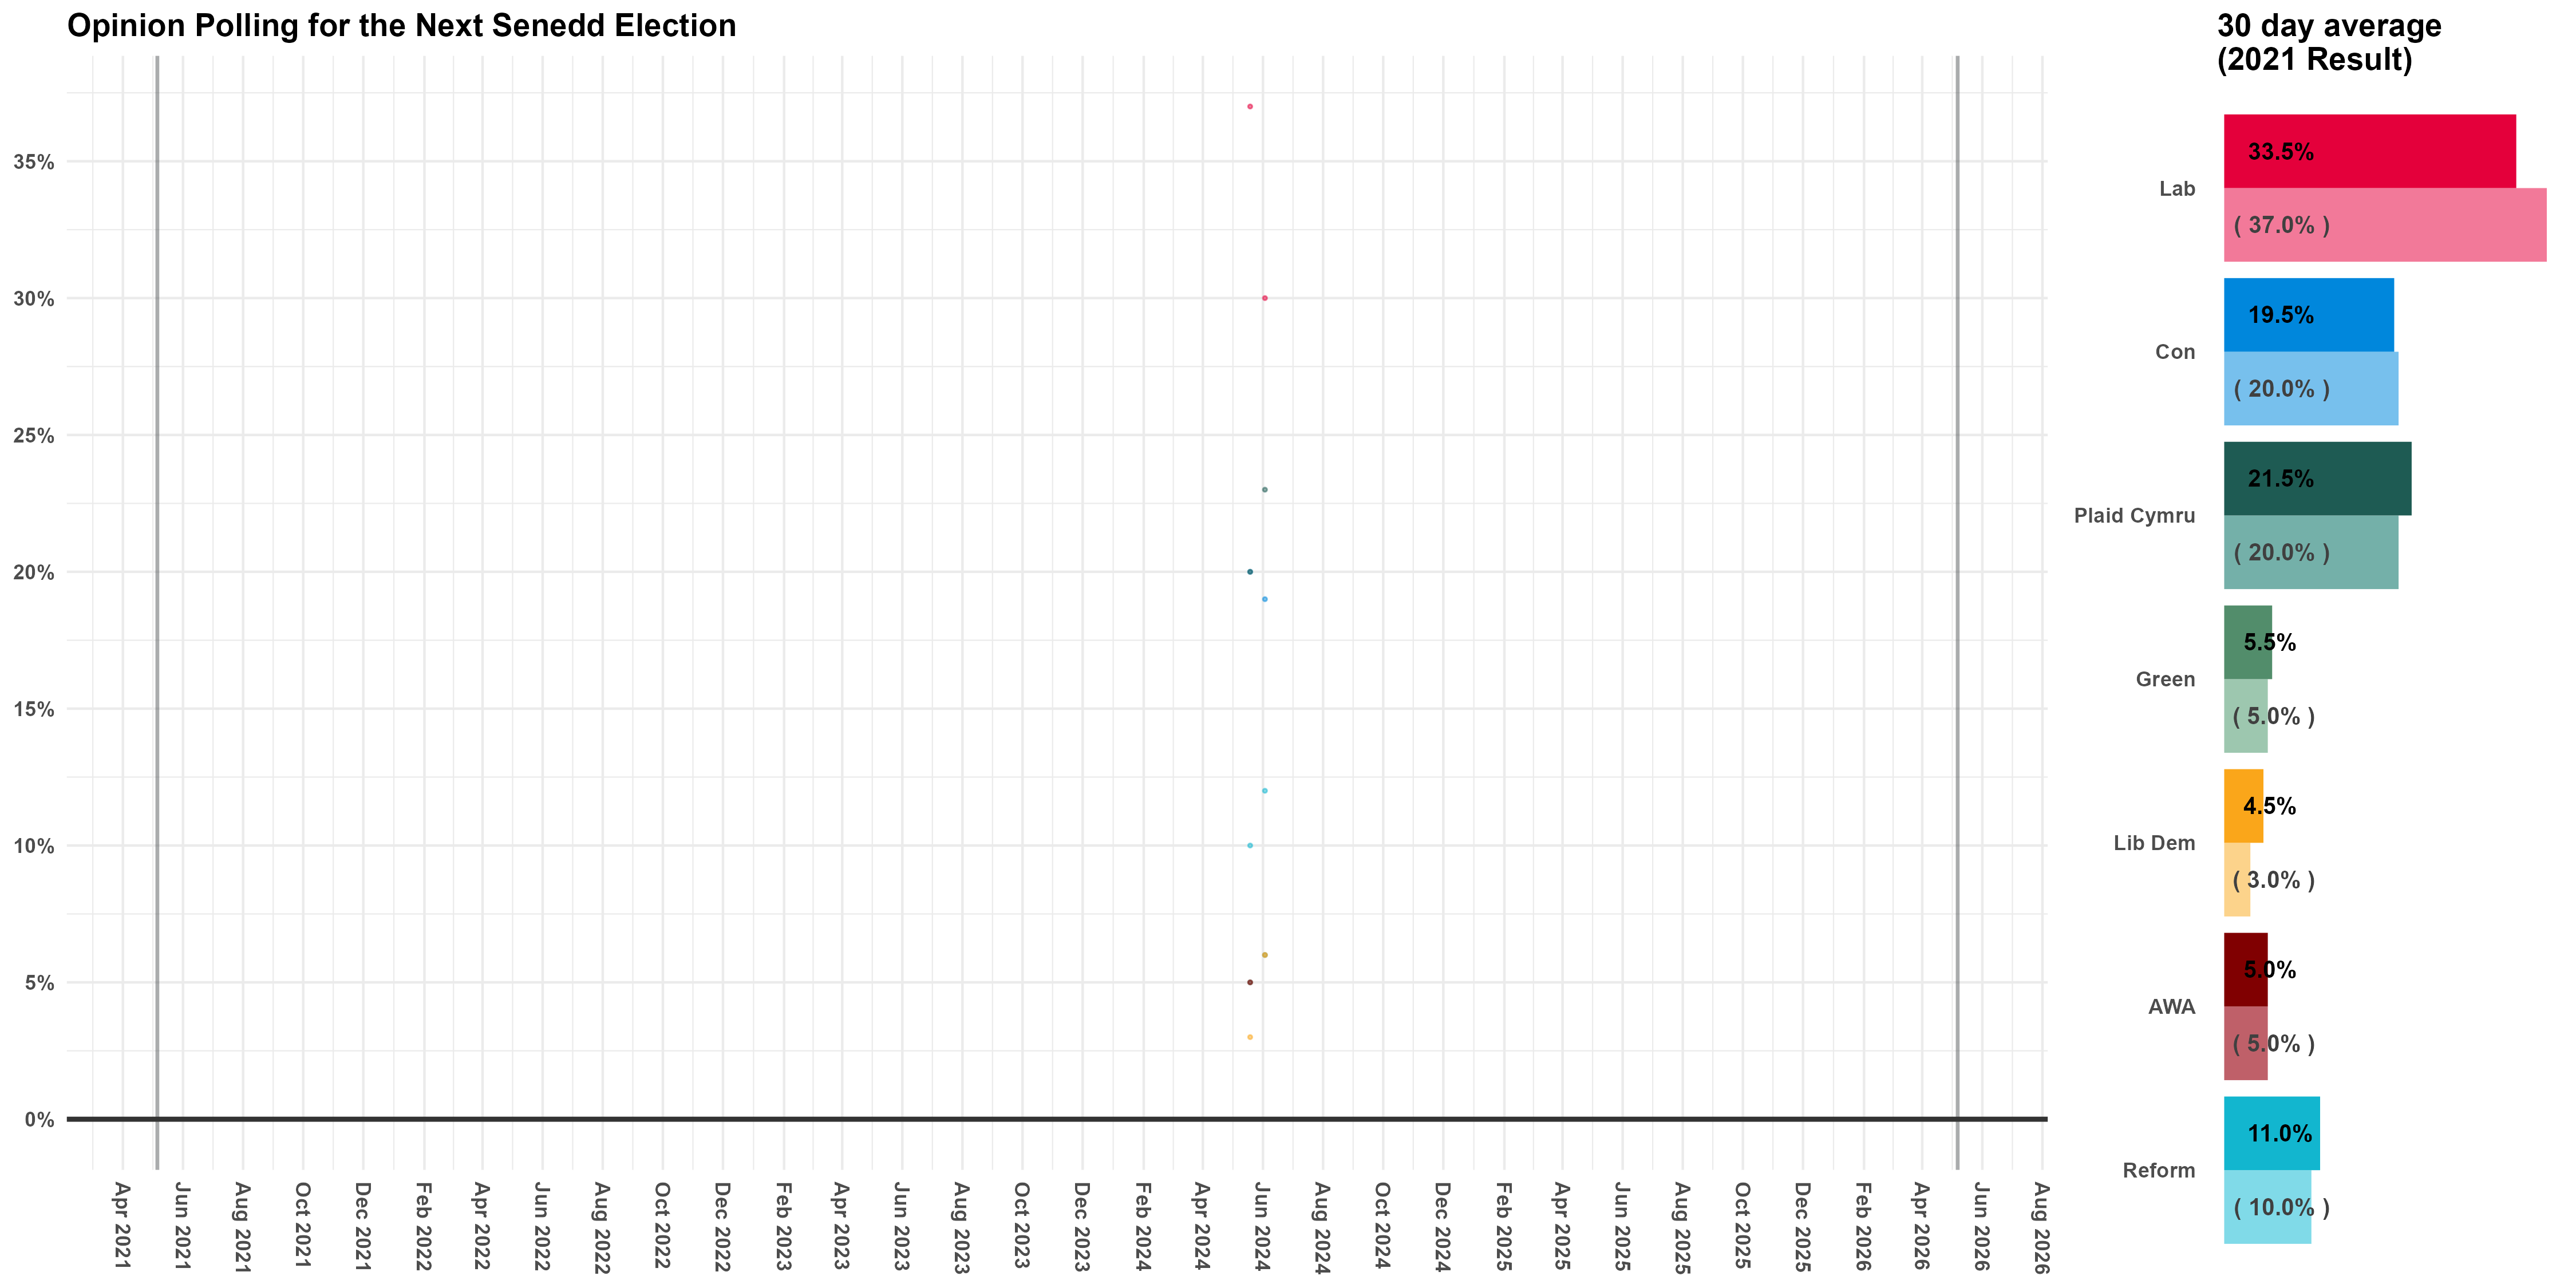 Opinion Polling for the Next Senedd Election
30 day average
(2021 Result)
35%
30%
25%
20%
15%
10%
5%
0%
Apr 2021
Jun 2021
Aug 2021
Oct 2021
Dec 2021
Feb 2022
Apr 2022
Jun 2022
Aug 2022
Oct 2022
Dec 2022
Feb 2023
Apr 2023
Jun 2023
Aug 2023
Oct 2023
Dec 2023
Feb 2024
Apr 2024
Jun 2024
Aug 2024
Oct 2024
Dec 2024
Feb 2025
Apr 2025
Jun 2025
Aug 2025
Oct 2025
Dec 2025
Feb 2026
Apr 2026
Jun 2026
Aug 2026
Lab
33.5%
( 37.0% )
Con
19.5%
( 20.0% )
Plaid Cymru
21.5%
( 20.0% )
Green
5.5%
( 5.0% )
Lib Dem
4.5%
( 3.0% )
AWA
5.0%
( 5.0% )
Reform
11.0%
( 10.0% )